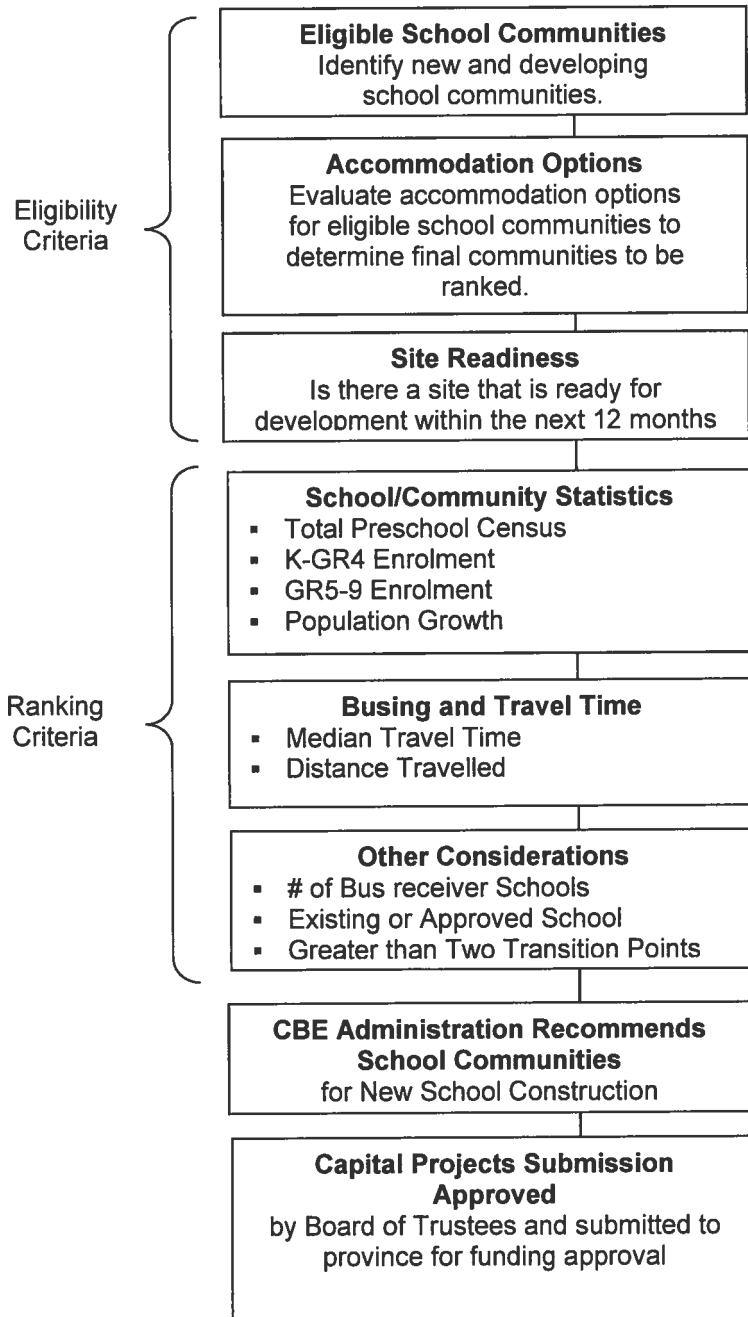 Eligible School Communities
Identify new and developing
school communities.
Accommodation Options
Evaluate accommodation options
for eligible school communities to
determine final communities to be
ranked.
Eligibility
Criteria
Site Readiness
Is there a site that is ready for
development within the next 12 months
School/Community Statistics
▪ Total Preschool Census
▪ K-GR4 Enrolment
▪ GR5-9 Enrolment
▪ Population Growth
Ranking
Criteria
Busing and Travel Time
▪ Median Travel Time
▪ Distance Travelled
Other Considerations
▪ # of Bus receiver Schools
▪ Existing or Approved School
▪ Greater than Two Transition Points
CBE Administration Recommends
School Communities
for New School Construction
Capital Projects Submission
Approved
by Board of Trustees and submitted to
province for funding approval